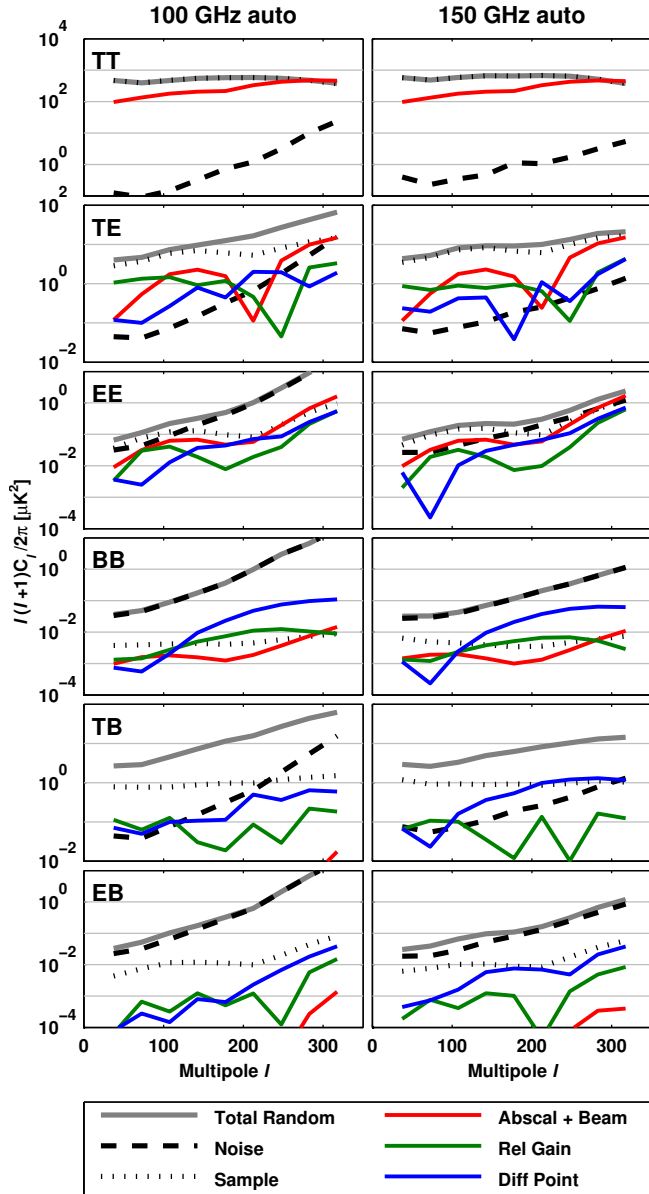 100 GHz auto 150 GHz auto
10^4
TT
10^2
10^0
10^2
TE
10^0
10^-2
EE
10^0
10^-2
10^-4
BB
10^0
10^-2
10^-4
TB
10^0
10^-2
EB
10^0
10^-2
10^-4
l (l +1)C_l /2π [μK^2]
0 100 200 300 0 100 200 300
Multipole l Multipole l
Total Random Abscal + Beam
Noise Rel Gain
Sample Diff Point